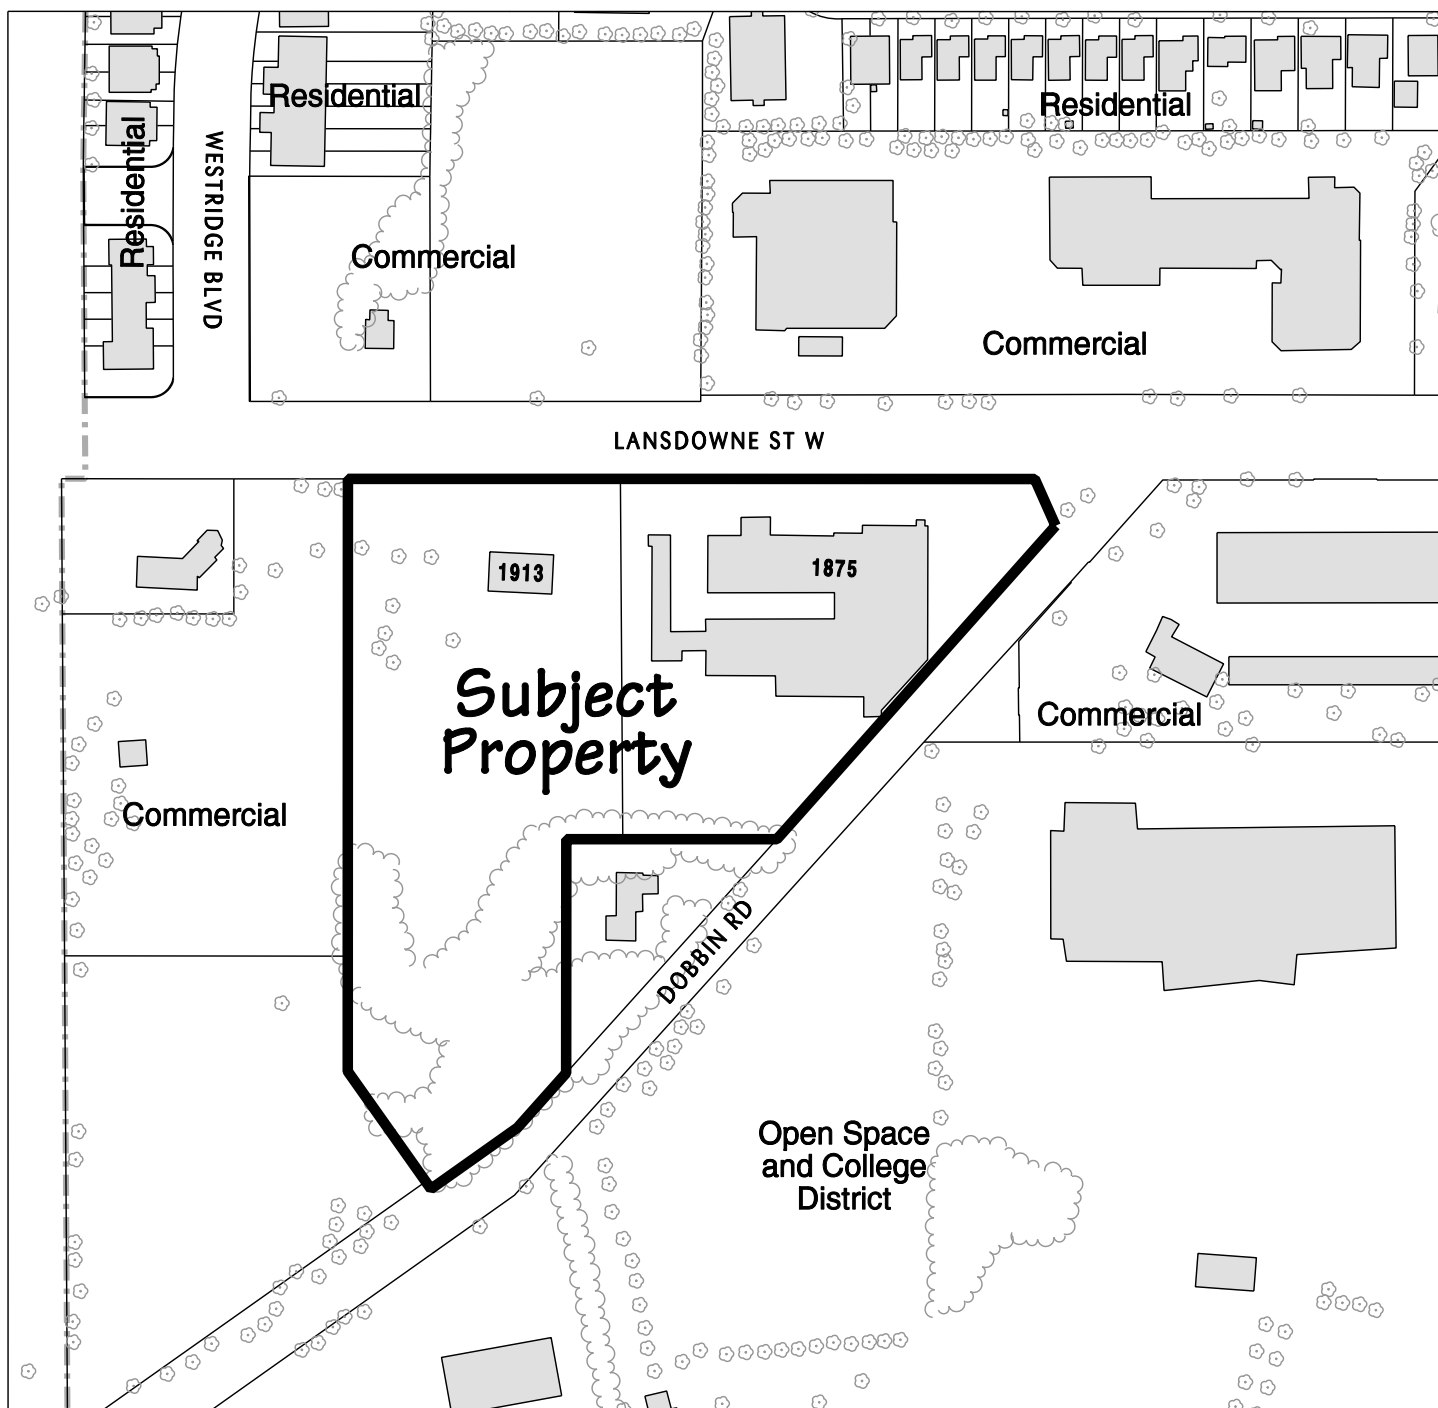 Residential
Residential
Residential
WESTRIDGE BLVD
Commercial
Commercial
LANSDOWNE ST W
1913
1875
Subject
Property
Commercial
Commercial
DOBBIN RD
Open Space
and College
District